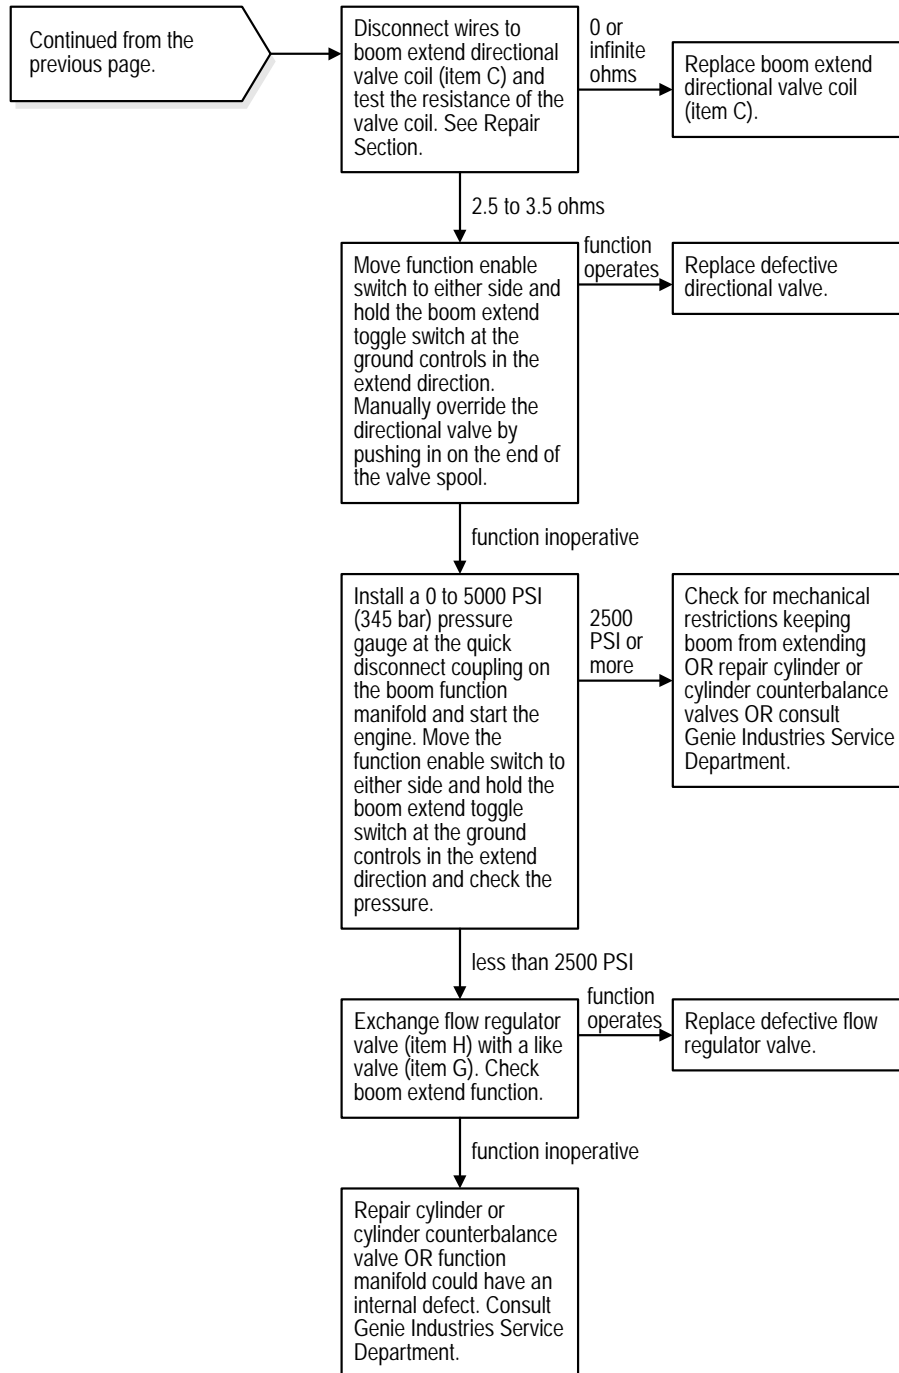 Continued from the
previous page.
Disconnect wires to
boom extend directional
valve coil (item C) and
test the resistance of the
valve coil. See Repair
Section.
0 or
infinite
ohms
Replace boom extend
directional valve coil
(item C).
2.5 to 3.5 ohms
Move function enable
switch to either side and
hold the boom extend
toggle switch at the
ground controls in the
extend direction.
Manually override the
directional valve by
pushing in on the end of
the valve spool.
function
operates
Replace defective
directional valve.
function inoperative
Install a 0 to 5000 PSI
(345 bar) pressure
gauge at the quick
disconnect coupling on
the boom function
manifold and start the
engine. Move the
function enable switch to
either side and hold the
boom extend toggle
switch at the ground
controls in the extend
direction and check the
pressure.
2500
PSI or
more
Check for mechanical
restrictions keeping
boom from extending
OR repair cylinder or
cylinder counterbalance
valves OR consult
Genie Industries Service
Department.
less than 2500 PSI
Exchange flow regulator
valve (item H) with a like
valve (item G). Check
boom extend function.
function
operates
Replace defective flow
regulator valve.
function inoperative
Repair cylinder or
cylinder counterbalance
valve OR function
manifold could have an
internal defect. Consult
Genie Industries Service
Department.